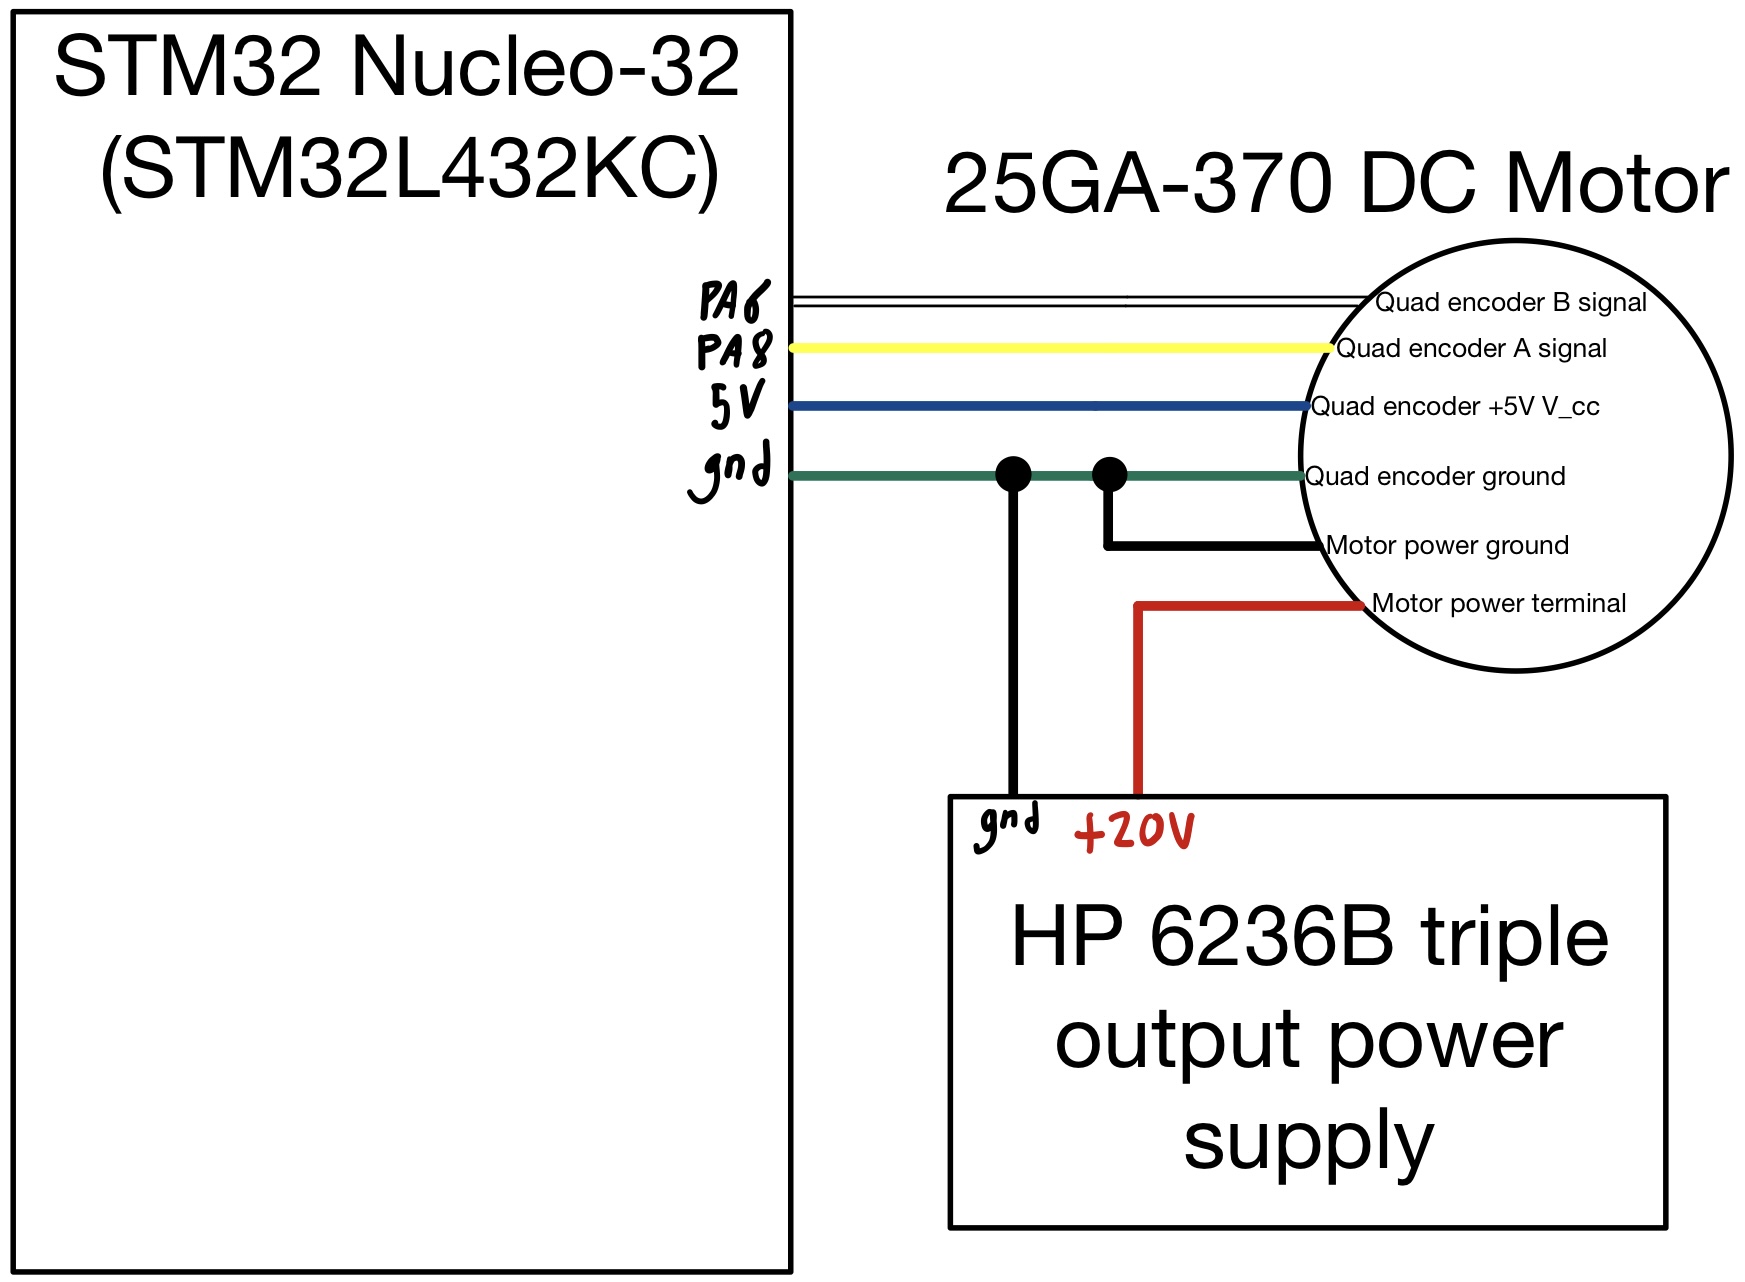 STM32 Nucleo-32
(STM32L432KC)
25GA-370 DC Motor
PA6
Quad encoder B signal
PA8
Quad encoder A signal
5V
Quad encoder +5V V_cc
gnd
Quad encoder ground
Motor power ground
Motor power terminal
gnd
+20V
HP 6236B triple
output power
supply